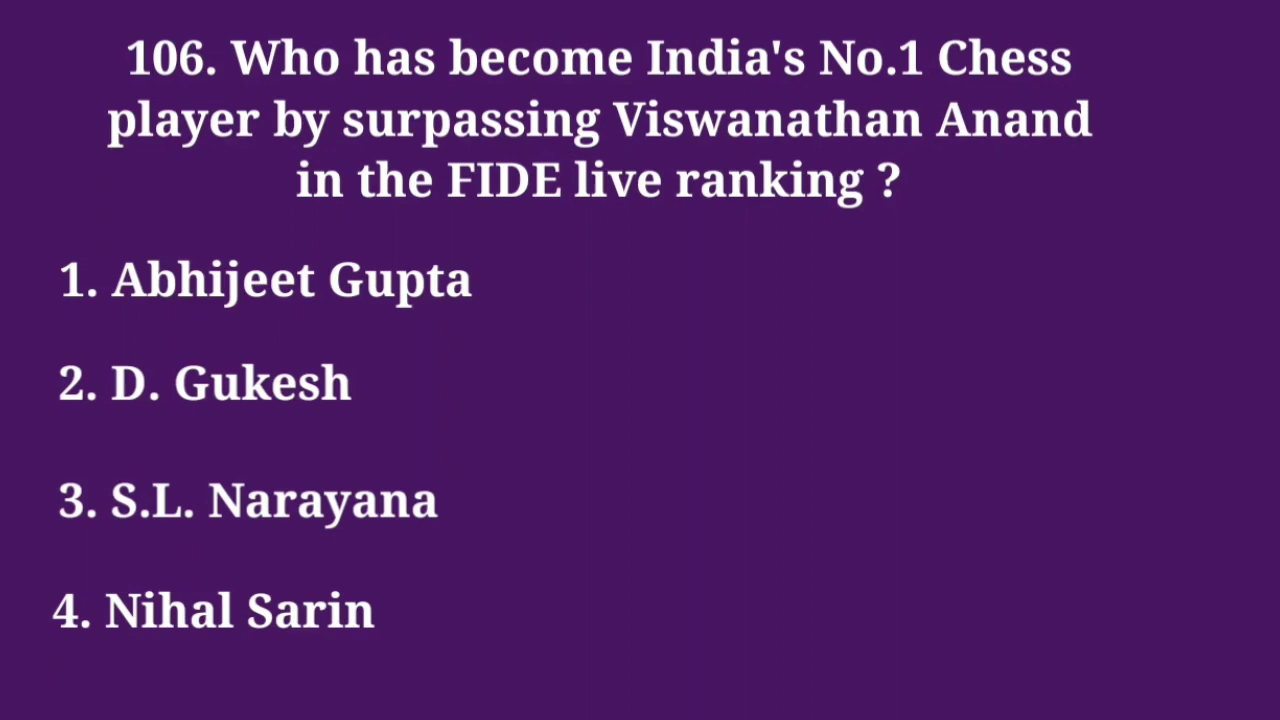 106. Who has become India's No.1 Chess
player by surpassing Viswanathan Anand
in the FIDE live ranking ?
1. Abhijeet Gupta
2. D. Gukesh
3. S.L. Narayana
4. Nihal Sarin